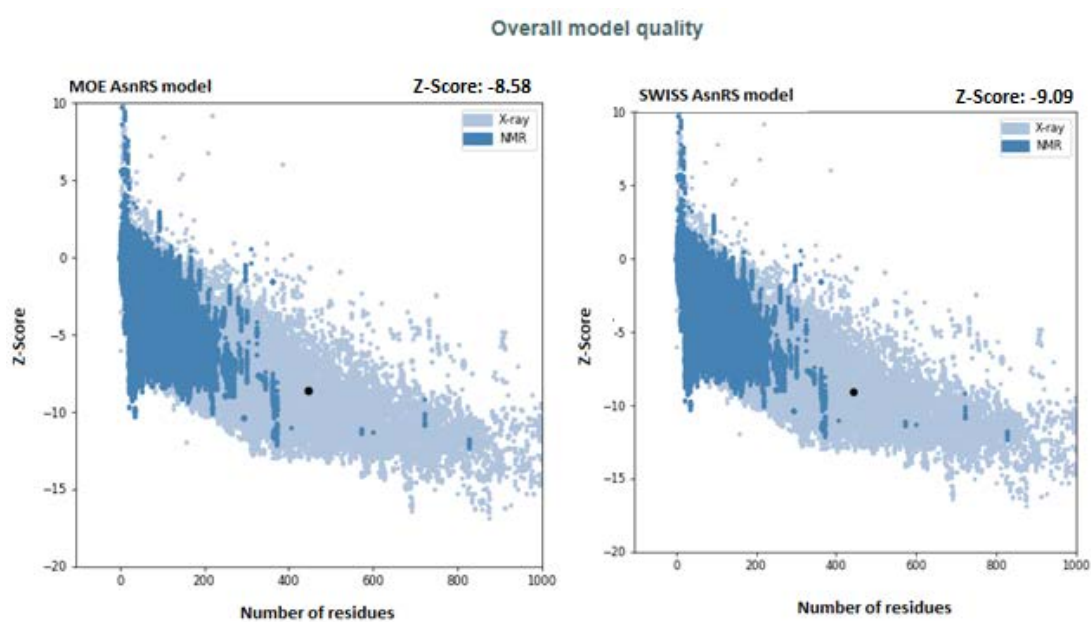 Overall model quality
MOE AsnRS model
Z-Score: -8.58
10
5
0
−5
−10
−15
−20
Z-Score
X-ray
NMR
0 200 400 600 800 1000
Number of residues
SWISS AsnRS model
Z-Score: -9.09
10
5
0
−5
−10
−15
−20
Z-Score
X-ray
NMR
0 200 400 600 800 1000
Number of residues